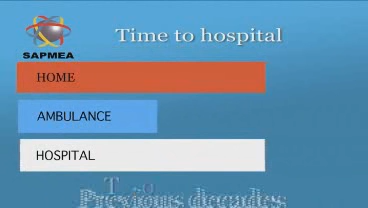 Time to hospital
SAPMEA
HOME
AMBULANCE
HOSPITAL
Previous decades